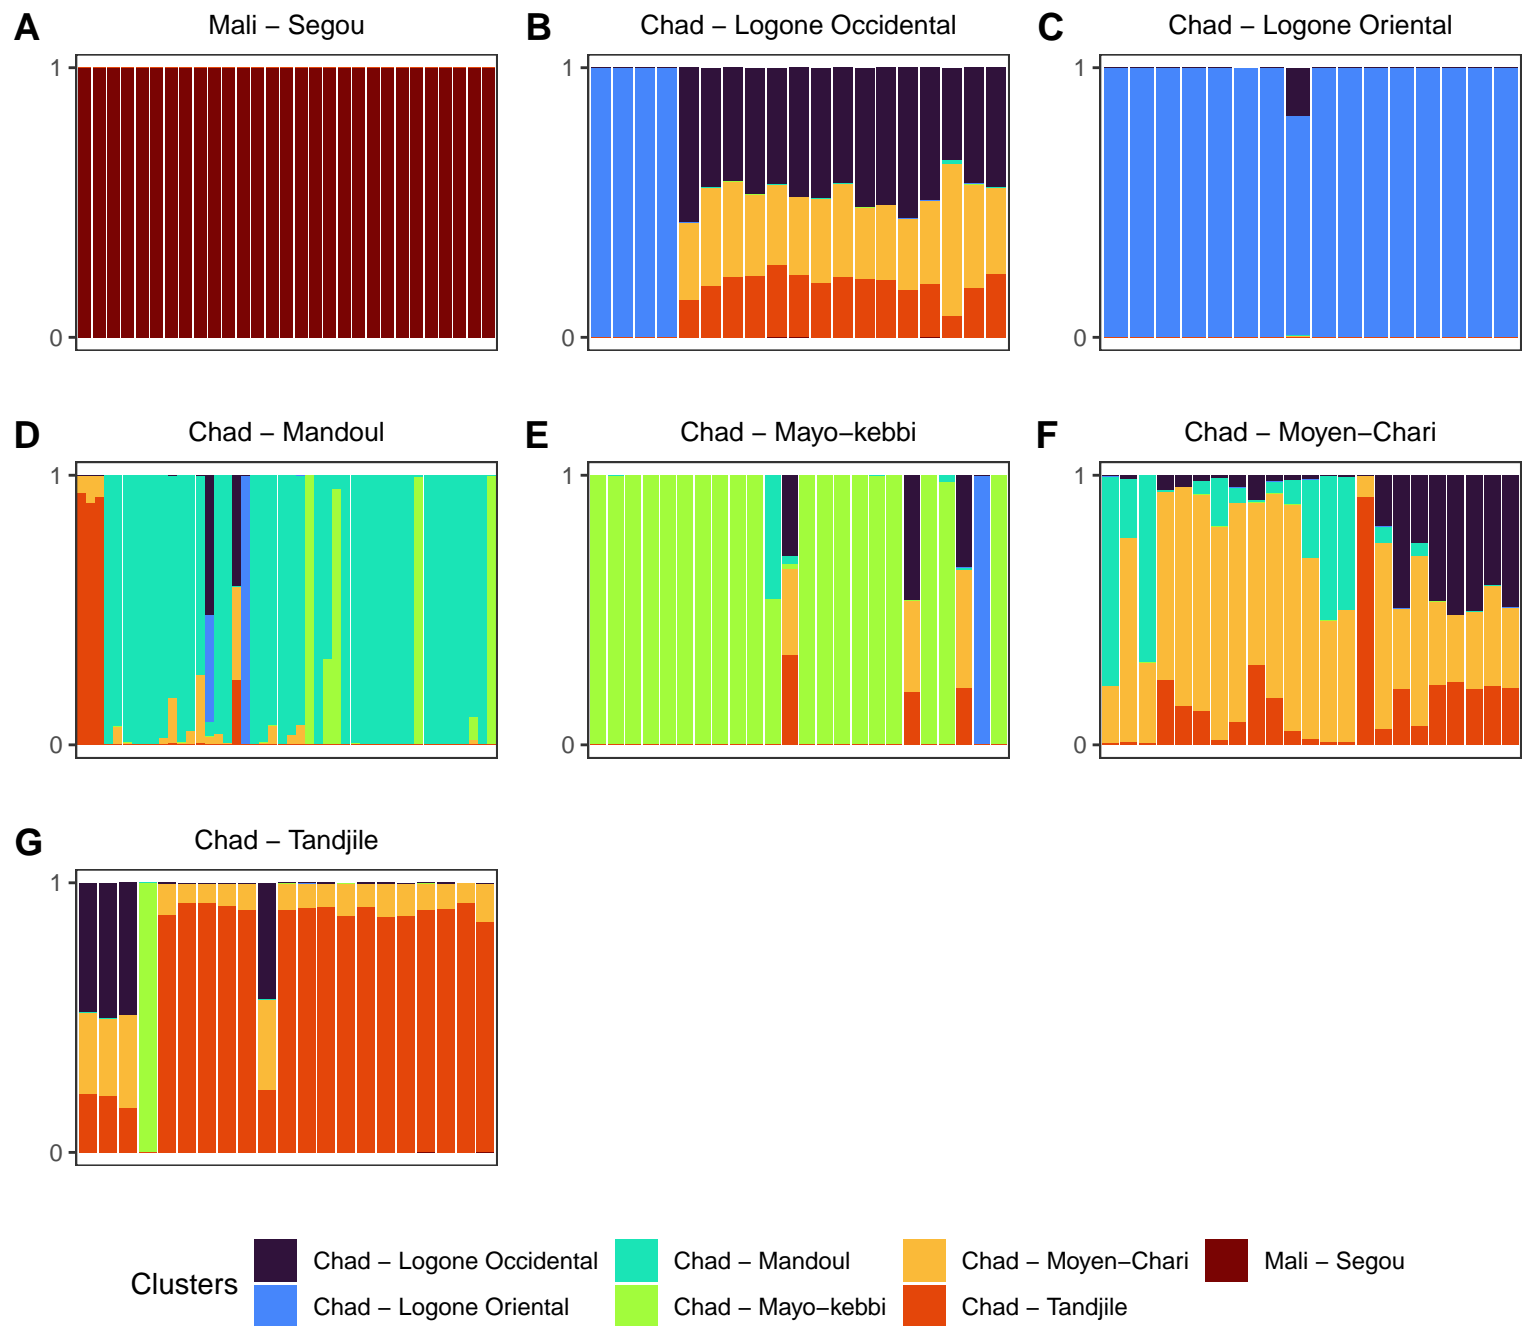 A Mali – Segou
B Chad – Logone Occidental
C Chad – Logone Oriental
1 1 1
0 0 0
D Chad – Mandoul
E Chad – Mayo–kebbi
F Chad – Moyen–Chari
1 1 1
0 0 0
G Chad – Tandjile
1
0
Clusters
Chad – Logone Occidental
Chad – Mandoul
Chad – Moyen–Chari
Mali – Segou
Chad – Logone Oriental
Chad – Mayo–kebbi
Chad – Tandjile